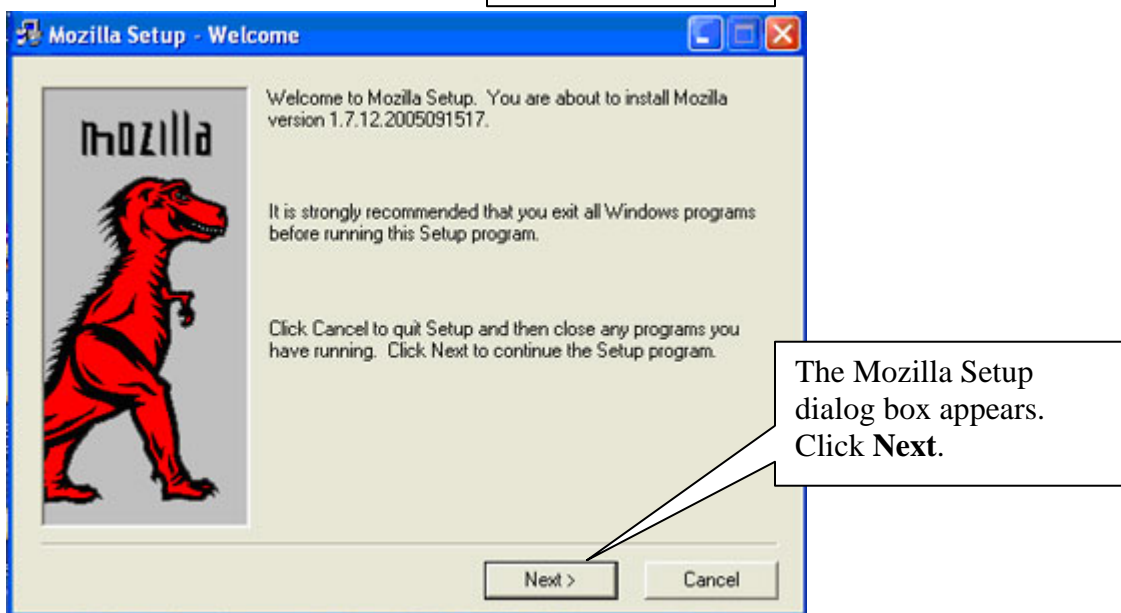 Mozilla Setup - Welcome
mozilla
Welcome to Mozilla Setup. You are about to install Mozilla
version 1.7.12.2005091517.
It is strongly recommended that you exit all Windows programs
before running this Setup program.
Click Cancel to quit Setup and then close any programs you
have running. Click Next to continue the Setup program.
The Mozilla Setup
dialog box appears.
Click Next.
Next >
Cancel